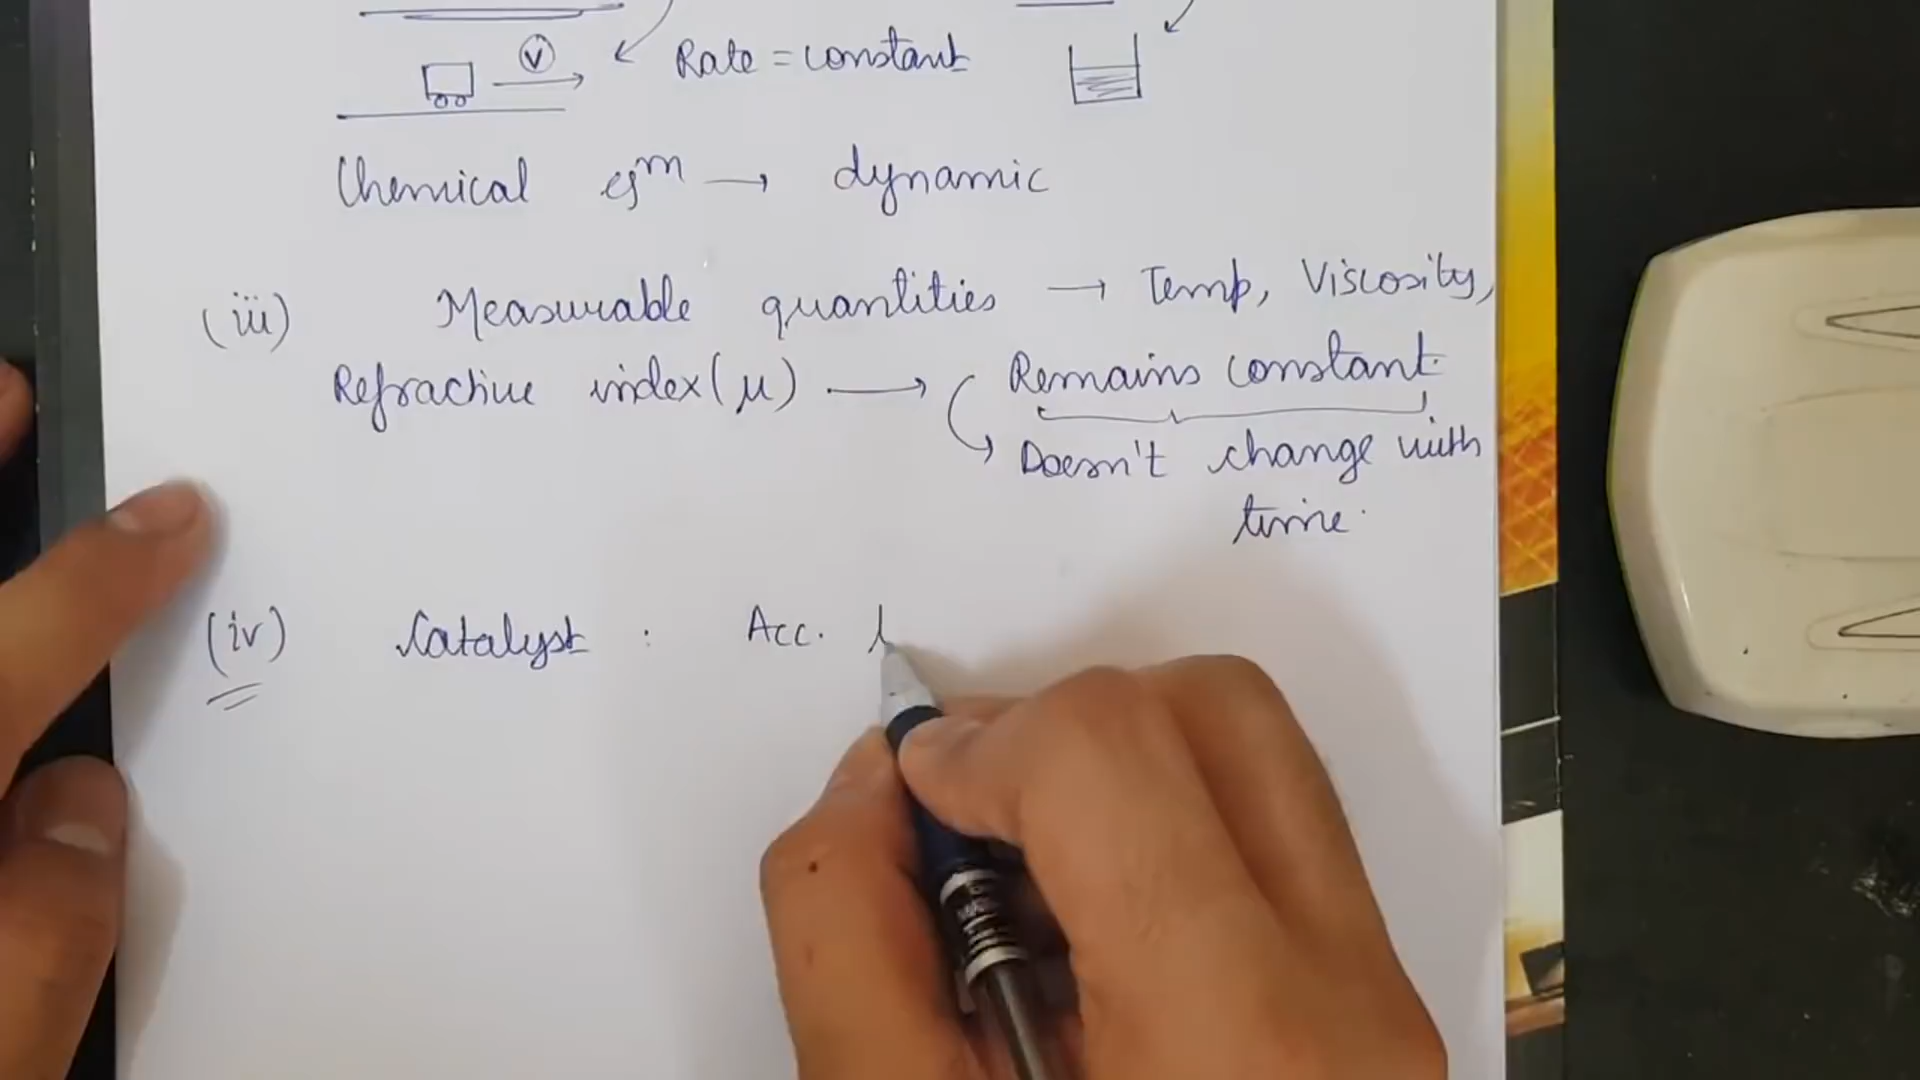 V Rate = constant
Chemical eqm → dynamic
(iii) Measurable quantities → Temp, Viscosity,
Refractive index(μ) → Remains constant.
Doesn't change with
time.
(iv) Catalyst : Acc.